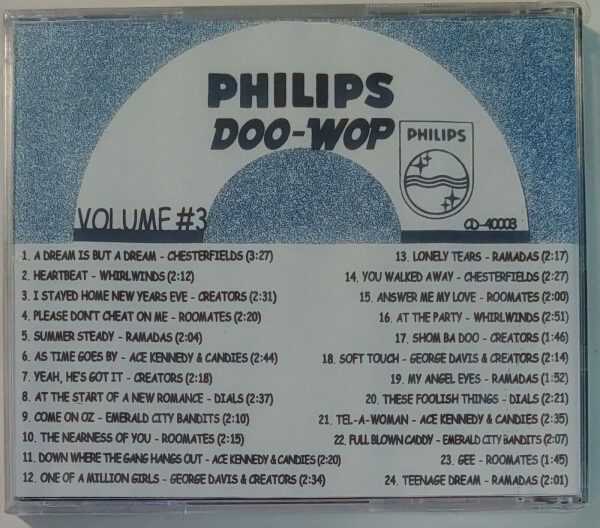 PHILIPS
DOO-WOP
PHILIPS
VOLUME #3
CD-40003
1. A DREAM IS BUT A DREAM - CHESTERFIELDS (3:27)
2. HEARTBEAT - WHIRLWINDS (2:12)
3. I STAYED HOME NEW YEARS EVE - CREATORS (2:31)
4. PLEASE DON'T CHEAT ON ME - ROOMATES (2:20)
5. SUMMER STEADY - RAMADAS (2:04)
6. AS TIME GOES BY - ACE KENNEDY & CANDIES (2:44)
7. YEAH, HE'S GOT IT - CREATORS (2:18)
8. AT THE START OF A NEW ROMANCE - DIALS (2:37)
9. COME ON OZ - EMERALD CITY BANDITS (2:10)
10. THE NEARNESS OF YOU - ROOMATES (2:15)
11. DOWN WHERE THE GANG HANGS OUT - ACE KENNEDY & CANDIES (2:20)
12. ONE OF A MILLION GIRLS - GEORGE DAVIS & CREATORS (2:34)
13. LONELY TEARS - RAMADAS (2:17)
14. YOU WALKED AWAY - CHESTERFIELDS (2:27)
15. ANSWER ME MY LOVE - ROOMATES (2:00)
16. AT THE PARTY - WHIRLWINDS (2:51)
17. SHOM BA DOO - CREATORS (1:46)
18. SOFT TOUCH - GEORGE DAVIS & CREATORS (2:14)
19. MY ANGEL EYES - RAMADAS (1:52)
20. THESE FOOLISH THINGS - DIALS (2:21)
21. TEL-A-WOMAN - ACE KENNEDY & CANDIES (2:35)
22. FULL BLOWN CADDY - EMERALD CITY BANDITS (2:07)
23. GEE - ROOMATES (1:45)
24. TEENAGE DREAM - RAMADAS (2:01)